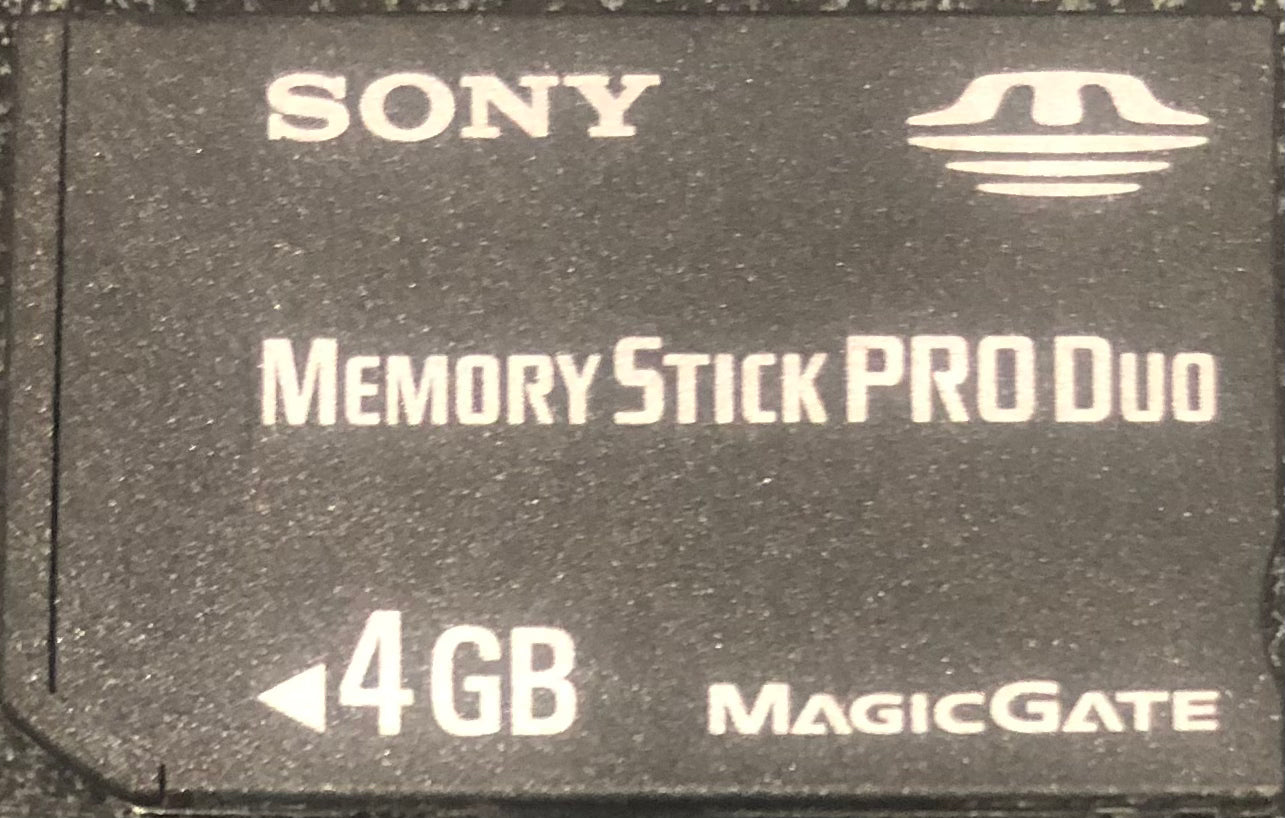 SONY
MEMORY STICK PRO DUO
4GB
MAGICGATE